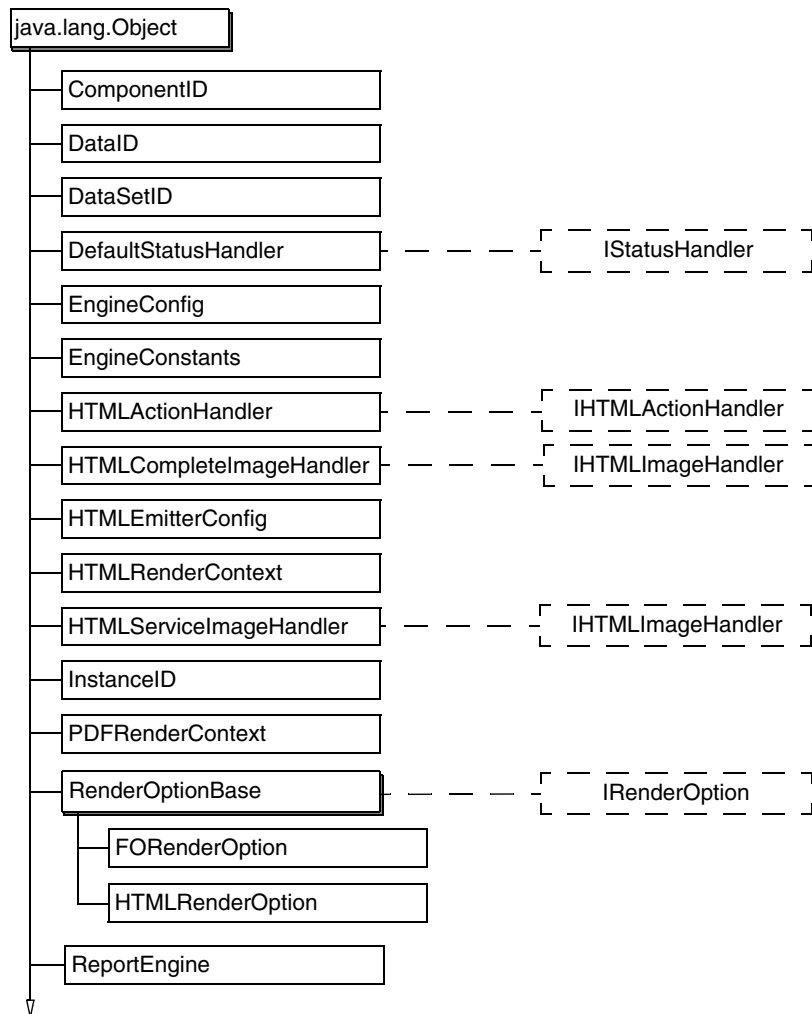 java.lang.Object
ComponentID
DataID
DataSetID
DefaultStatusHandler
IStatusHandler
EngineConfig
EngineConstants
HTMLActionHandler
IHTMLActionHandler
HTMLCompleteImageHandler
IHTMLImageHandler
HTMLEmitterConfig
HTMLRenderContext
HTMLServiceImageHandler
IHTMLImageHandler
InstanceID
PDFRenderContext
RenderOptionBase
IRenderOption
FORenderOption
HTMLRenderOption
ReportEngine